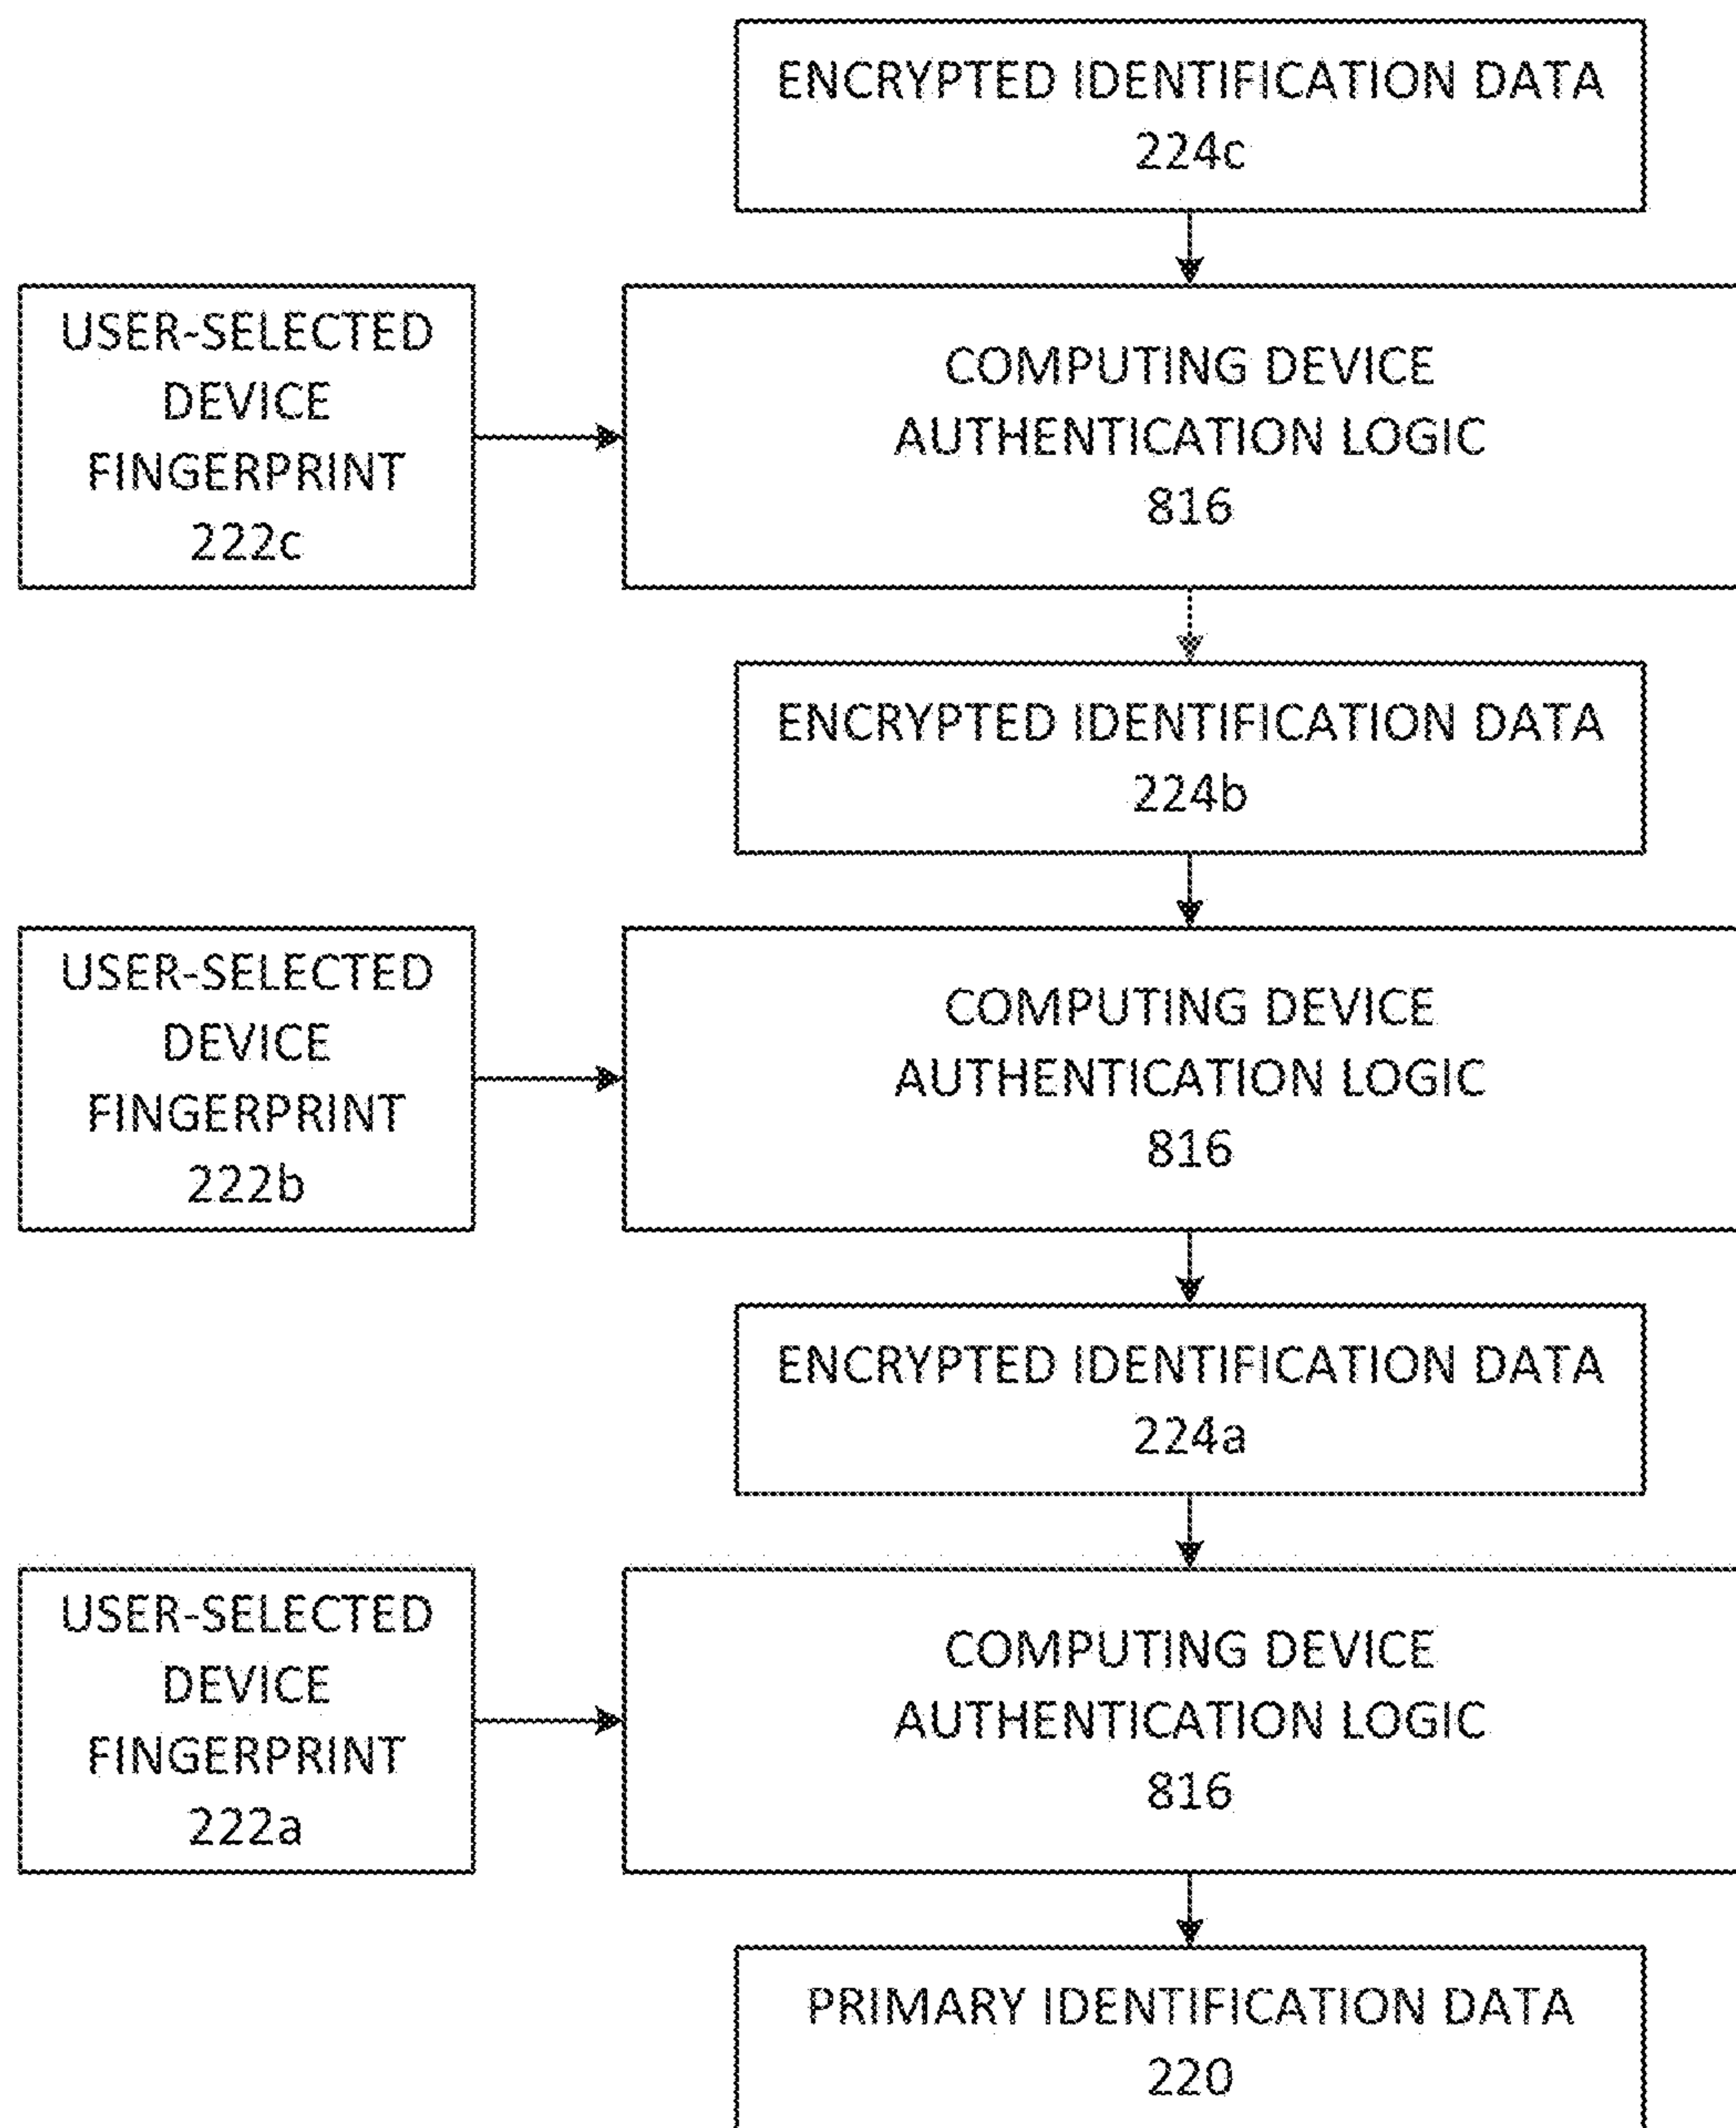 ENCRYPTED IDENTIFICATION DATA
224c
USER-SELECTED
DEVICE
FINGERPRINT
222c
COMPUTING DEVICE
AUTHENTICATION LOGIC
816
ENCRYPTED IDENTIFICATION DATA
224b
USER-SELECTED
DEVICE
FINGERPRINT
222b
COMPUTING DEVICE
AUTHENTICATION LOGIC
816
ENCRYPTED IDENTIFICATION DATA
224a
USER-SELECTED
DEVICE
FINGERPRINT
222a
COMPUTING DEVICE
AUTHENTICATION LOGIC
816
PRIMARY IDENTIFICATION DATA
220